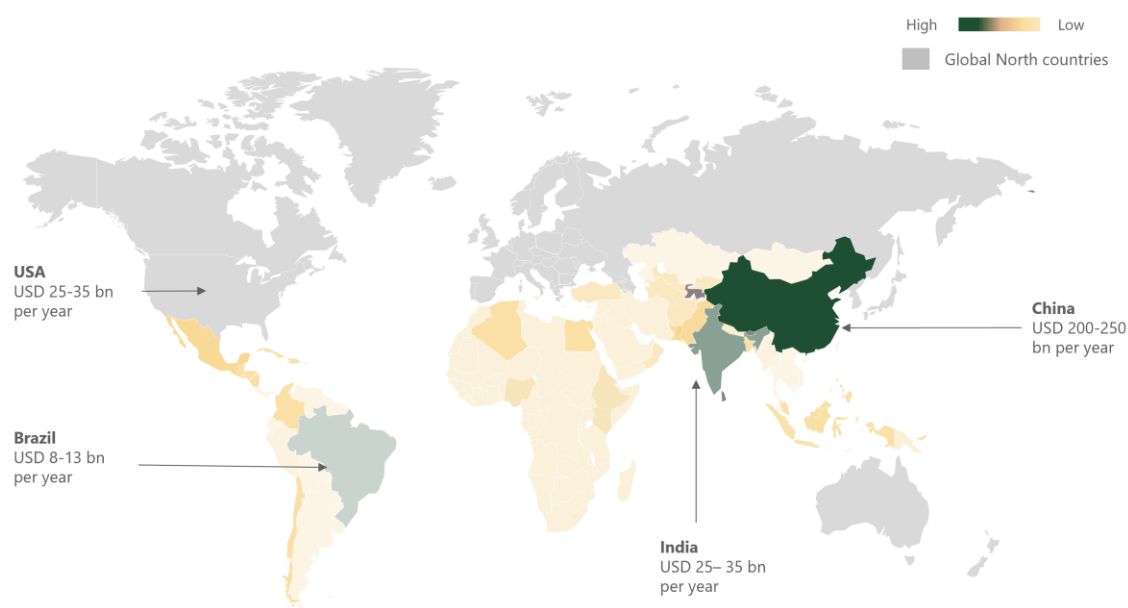 High Low
Global North countries
USA
USD 25-35 bn
per year
China
USD 200-250
bn per year
Brazil
USD 8-13 bn
per year
India
USD 25– 35 bn
per year